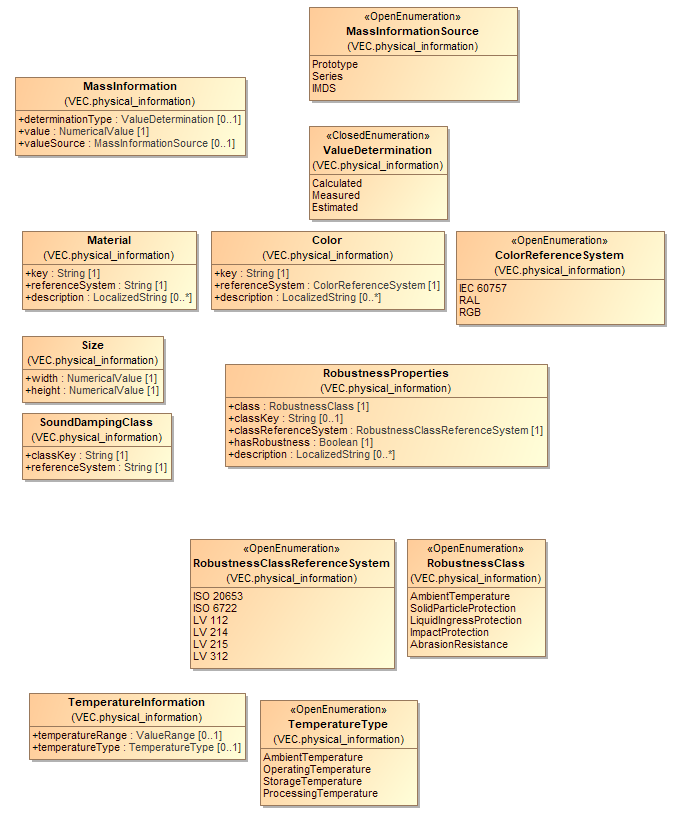 «OpenEnumeration»
MassInformationSource
(VEC.physical_information)
Prototype
Series
IMDS
MassInformation
(VEC.physical_information)
+determinationType : ValueDetermination [0..1]
+value : NumericalValue [1]
+valueSource : MassInformationSource [0..1]
«ClosedEnumeration»
ValueDetermination
(VEC.physical_information)
Calculated
Measured
Estimated
Material
(VEC.physical_information)
+key : String [1]
+referenceSystem : String [1]
+description : LocalizedString [0..*]
Color
(VEC.physical_information)
+key : String [1]
+referenceSystem : ColorReferenceSystem [1]
+description : LocalizedString [0..*]
«OpenEnumeration»
ColorReferenceSystem
(VEC.physical_information)
IEC 60757
RAL
RGB
Size
(VEC.physical_information)
+width : NumericalValue [1]
+height : NumericalValue [1]
RobustnessProperties
(VEC.physical_information)
+class : RobustnessClass [1]
+classKey : String [0..1]
+classReferenceSystem : RobustnessClassReferenceSystem [1]
+hasRobustness : Boolean [1]
+description : LocalizedString [0..*]
SoundDampingClass
(VEC.physical_information)
+classKey : String [1]
+referenceSystem : String [1]
«OpenEnumeration»
RobustnessClassReferenceSystem
(VEC.physical_information)
ISO 20653
ISO 6722
LV 112
LV 214
LV 215
LV 312
«OpenEnumeration»
RobustnessClass
(VEC.physical_information)
AmbientTemperature
SolidParticleProtection
LiquidIngressProtection
ImpactProtection
AbrasionResistance
TemperatureInformation
(VEC.physical_information)
+temperatureRange : ValueRange [0..1]
+temperatureType : TemperatureType [0..1]
«OpenEnumeration»
TemperatureType
(VEC.physical_information)
AmbientTemperature
OperatingTemperature
StorageTemperature
ProcessingTemperature